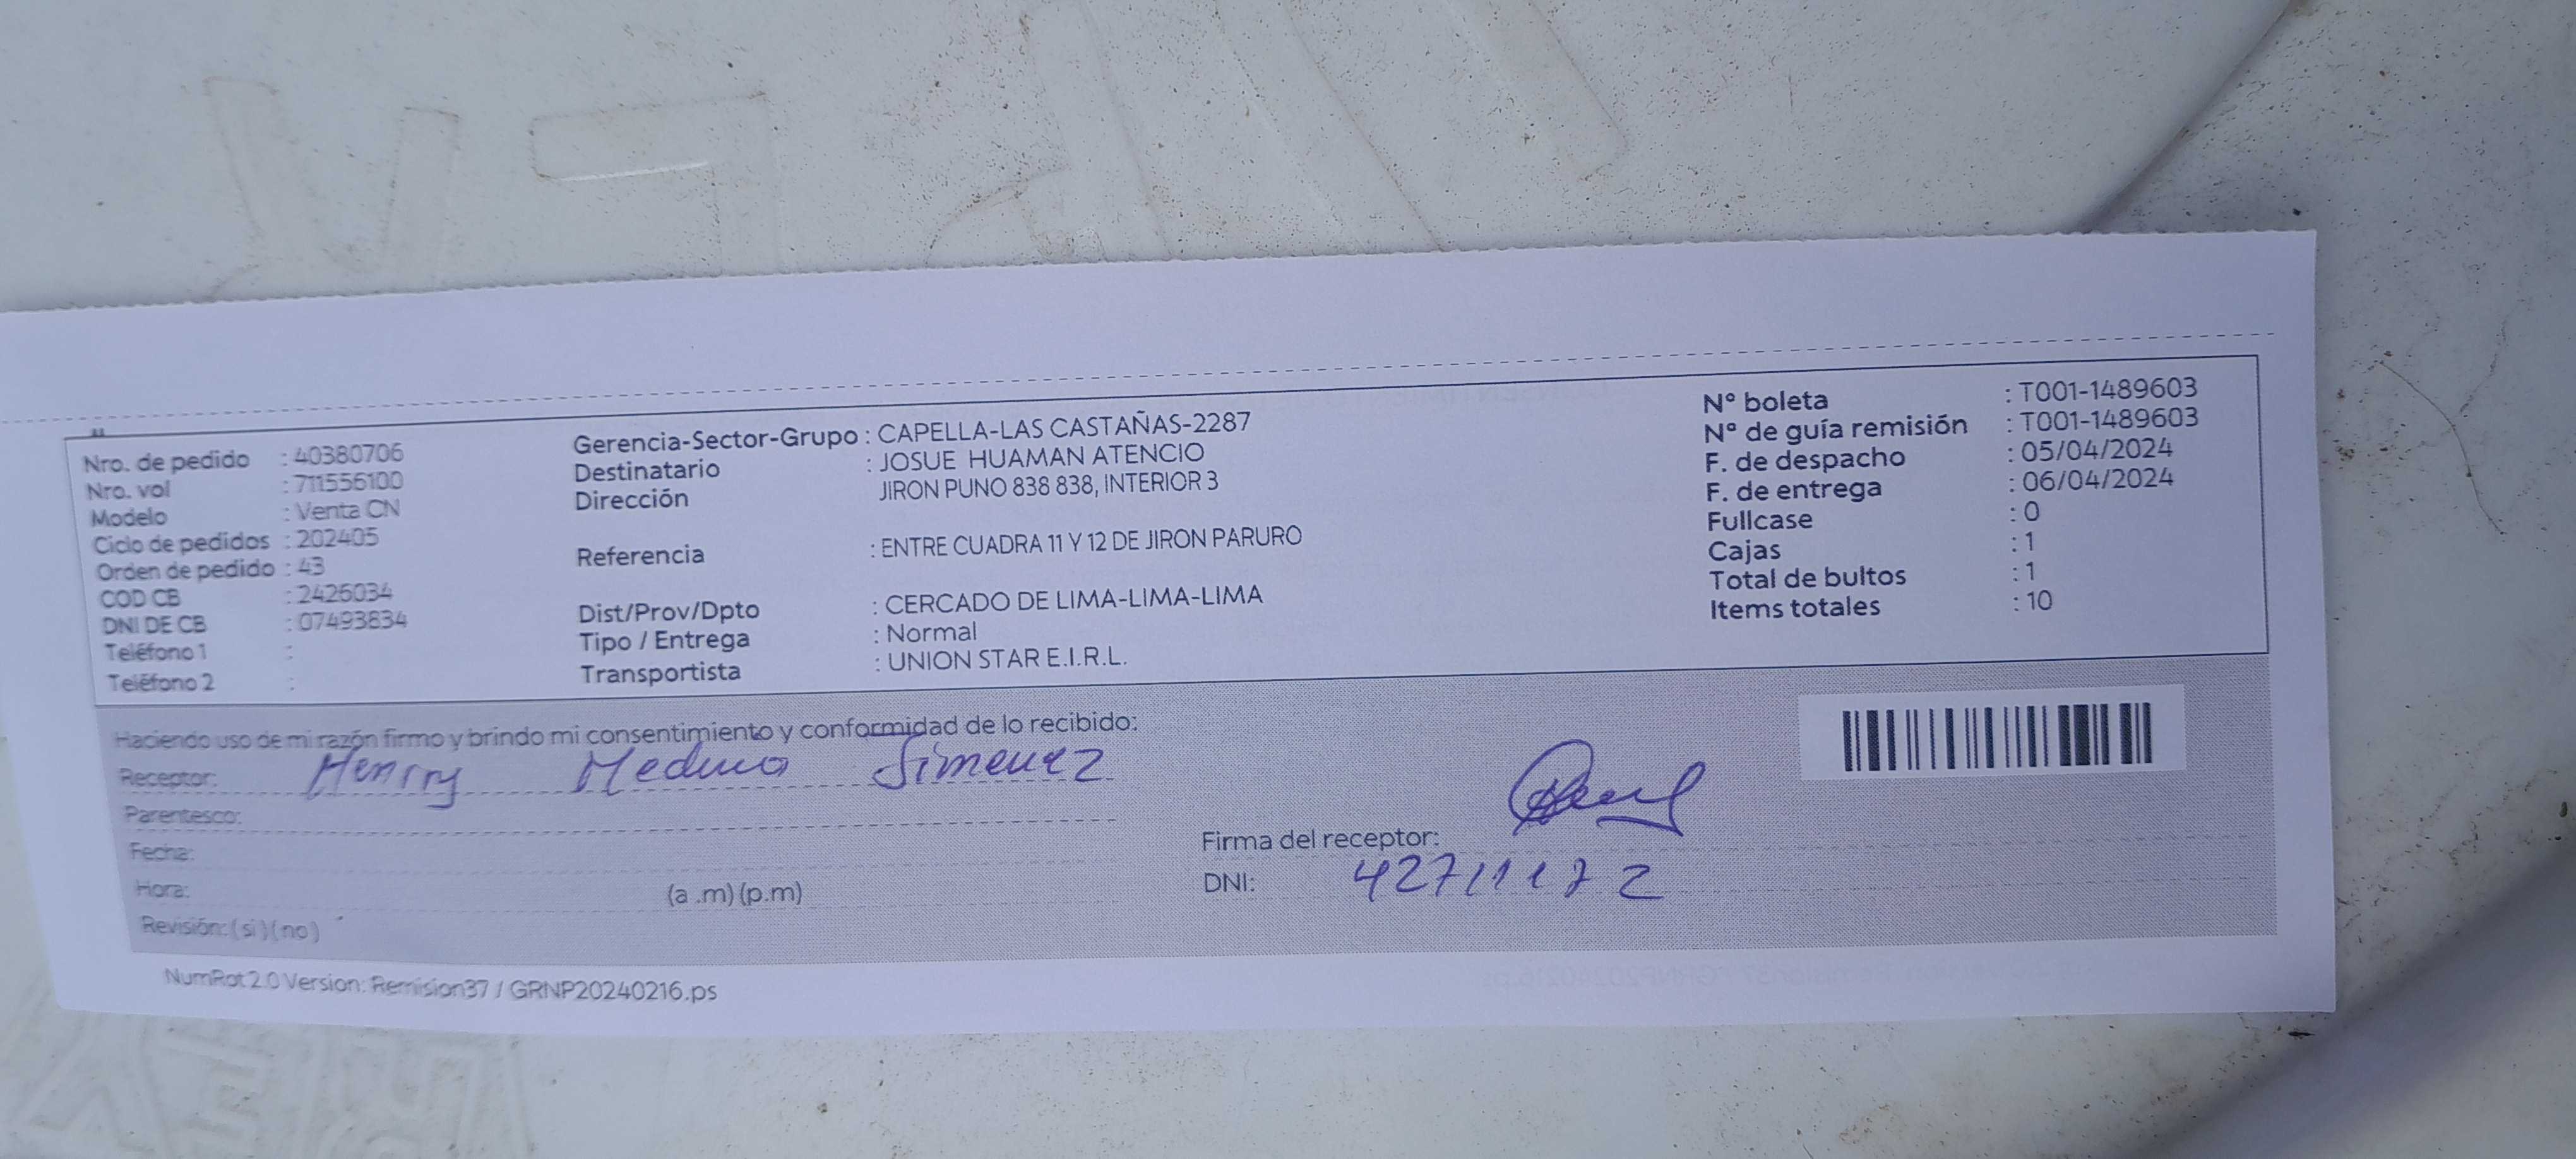 Nro. de pedido : 40380706
Nro. vol : 711556100
Modelo : Venta CN
Ciclo de pedidos : 202405
Orden de pedido : 43
COD CB : 2426034
DNI DE CB : 07493834
Teléfono 1 :
Teléfono 2 :
Gerencia-Sector-Grupo : CAPELLA-LAS CASTAÑAS-2287
Destinatario : JOSUE HUAMAN ATENCIO
Dirección JIRON PUNO 838 838, INTERIOR 3
Referencia : ENTRE CUADRA 11 Y 12 DE JIRON PARURO
Dist/Prov/Dpto : CERCADO DE LIMA-LIMA-LIMA
Tipo / Entrega : Normal
Transportista : UNION STAR E.I.R.L.
N° boleta : T001-1489603
N° de guía remisión : T001-1489603
F. de despacho : 05/04/2024
F. de entrega : 06/04/2024
Fullcase : 0
Cajas : 1
Total de bultos : 1
Items totales : 10
Haciendo uso de mi razón firmo y brindo mi consentimiento y conformidad de lo recibido:
Receptor: Henry Medina Jimenez
Parentesco:
Fecha:
Hora: (a .m) (p.m)
Revisión: ( si ) ( no )
Firma del receptor:
DNI: 42711172
NumRot 2.0 Version: Remision37 / GRNP20240216.ps